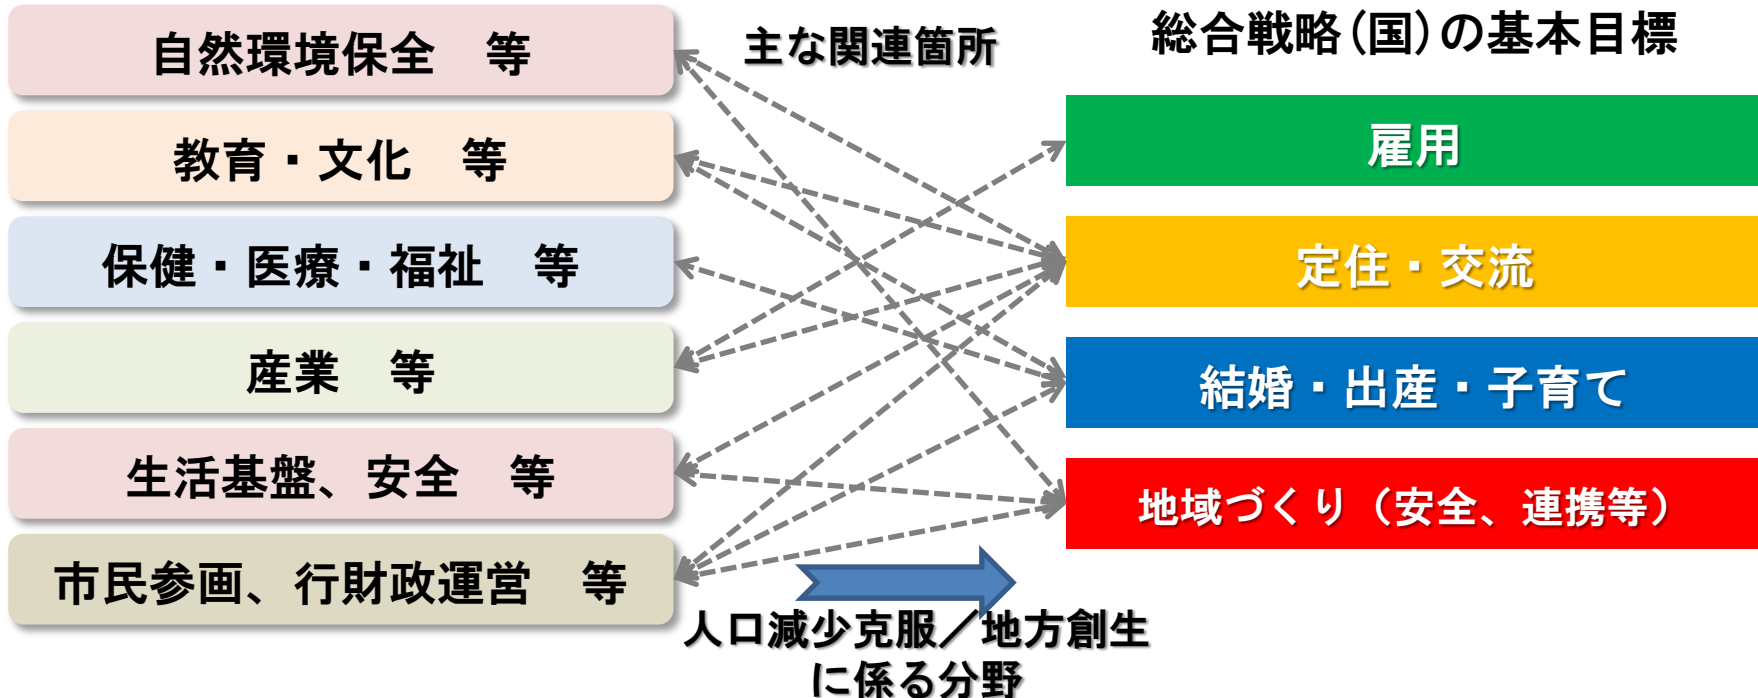 自然環境保全　等
教育・文化　等
保健・医療・福祉　等
産業　等
生活基盤、安全　等
市民参画、行財政運営　等
主な関連箇所
人口減少克服／地方創生
に係る分野
総合戦略(国)の基本目標
雇用
定住・交流
結婚・出産・子育て
地域づくり（安全、連携等）